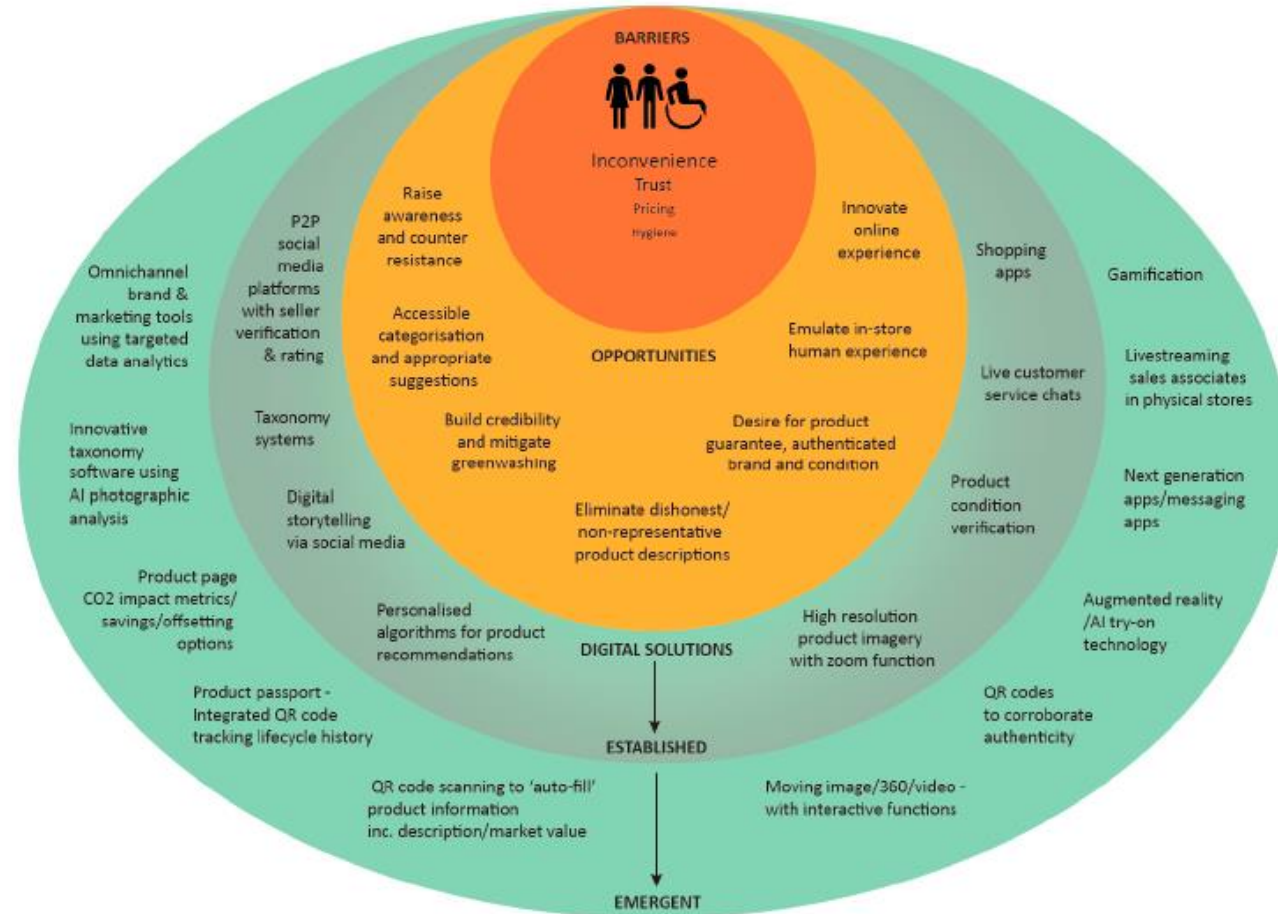 BARRIERS
Inconvenience
Trust
Pricing
Hygiene
Raise
awareness
and counter
resistance
Innovate
online
experience
Accessible
categorisation
and appropriate
suggestions
OPPORTUNITIES
Emulate in-store
human experience
Build credibility
and mitigate
greenwashing
Desire for product
guarantee, authenticated
brand and condition
Eliminate dishonest/
non-representative
product descriptions
P2P
social
media
platforms
with seller
verification
& rating
Shopping
apps
Taxonomy
systems
Live customer
service chats
Digital
storytelling
via social media
Product
condition
verification
Personalised
algorithms for product
recommendations
DIGITAL SOLUTIONS
High resolution
product imagery
with zoom function
ESTABLISHED
Omnichannel
brand &
marketing tools
using targeted
data analytics
Gamification
Livestreaming
sales associates
in physical stores
Innovative
taxonomy
software using
AI photographic
analysis
Next generation
apps/messaging
apps
Product page
CO2 impact metrics/
savings/offsetting
options
Augmented reality
/AI try-on
technology
Product passport -
Integrated QR code
tracking lifecycle history
QR codes
to corroborate
authenticity
QR code scanning to ‘auto-fill’
product information
inc. description/market value
Moving image/360/video -
with interactive functions
EMERGENT